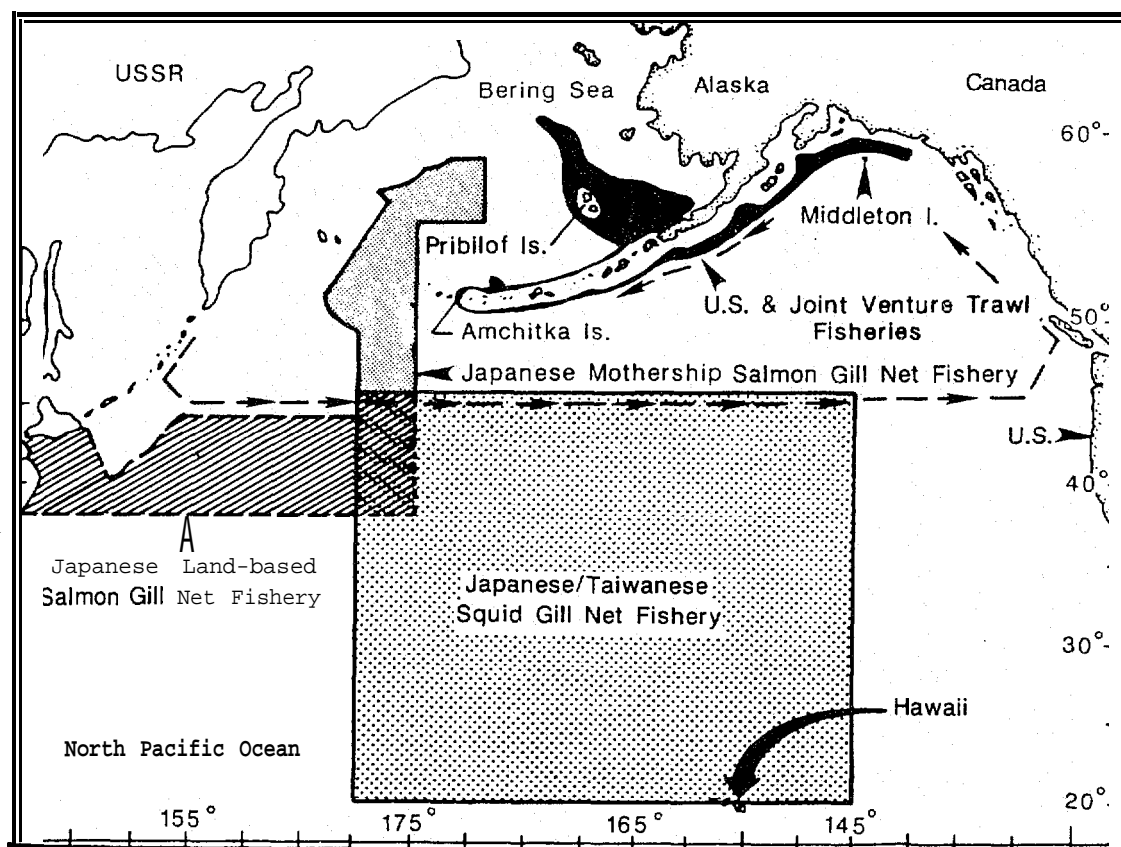 USSR
Bering Sea
Alaska
Canada
60°
Pribilof Is.
Middleton I.
Amchitka Is.
U.S. & Joint Venture Trawl
Fisheries
50°
Japanese Mothership Salmon Gill Net Fishery
U.S.
40°
Japanese Land-based
Salmon Gill Net Fishery
Japanese/Taiwanese
Squid Gill Net Fishery
30°
Hawaii
North Pacific Ocean
20°
155°
175°
165°
145°